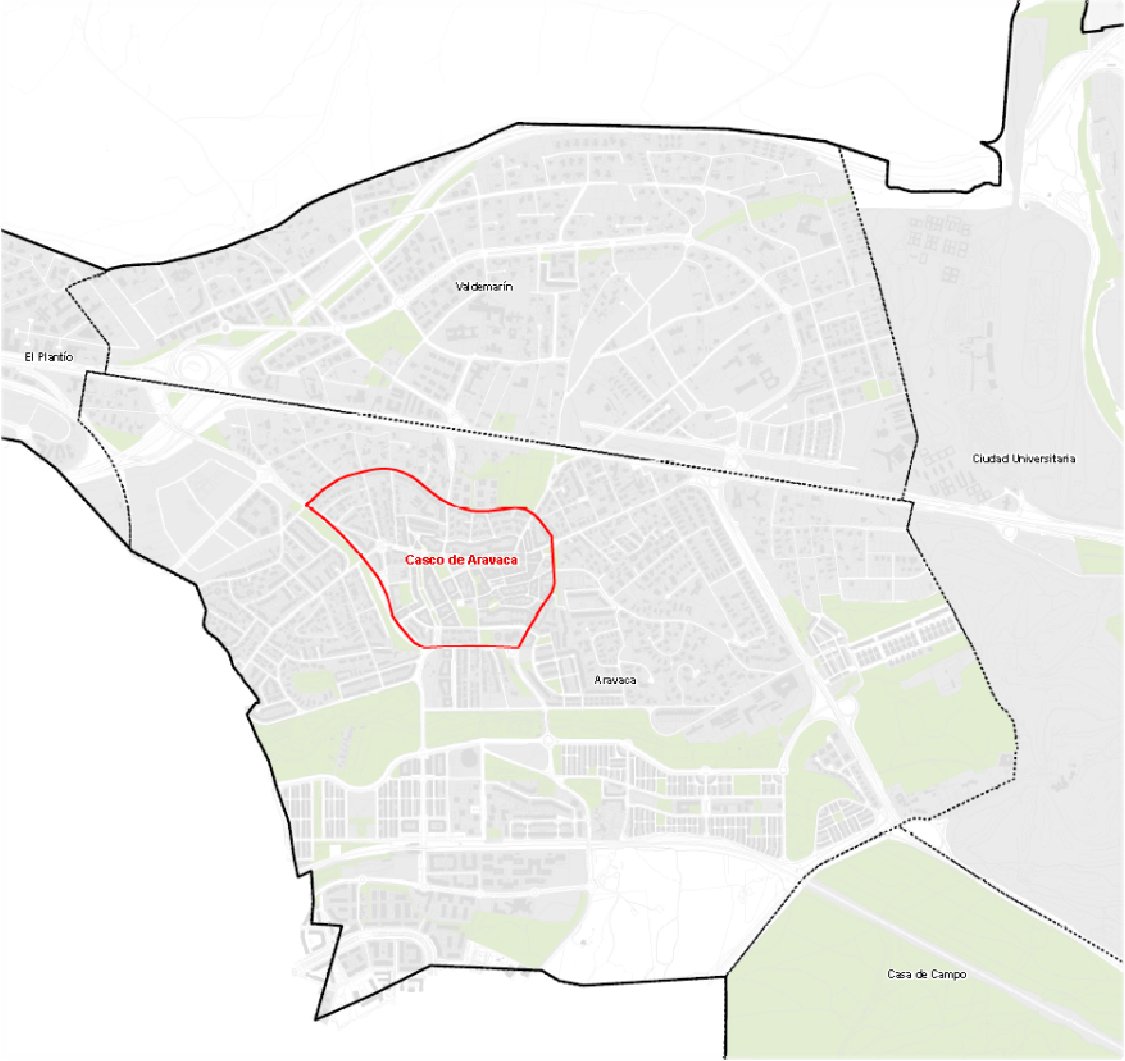 Valdemarín
El Plantío
Ciudad Universitaria
Casco de Aravaca
Aravaca
Casa de Campo